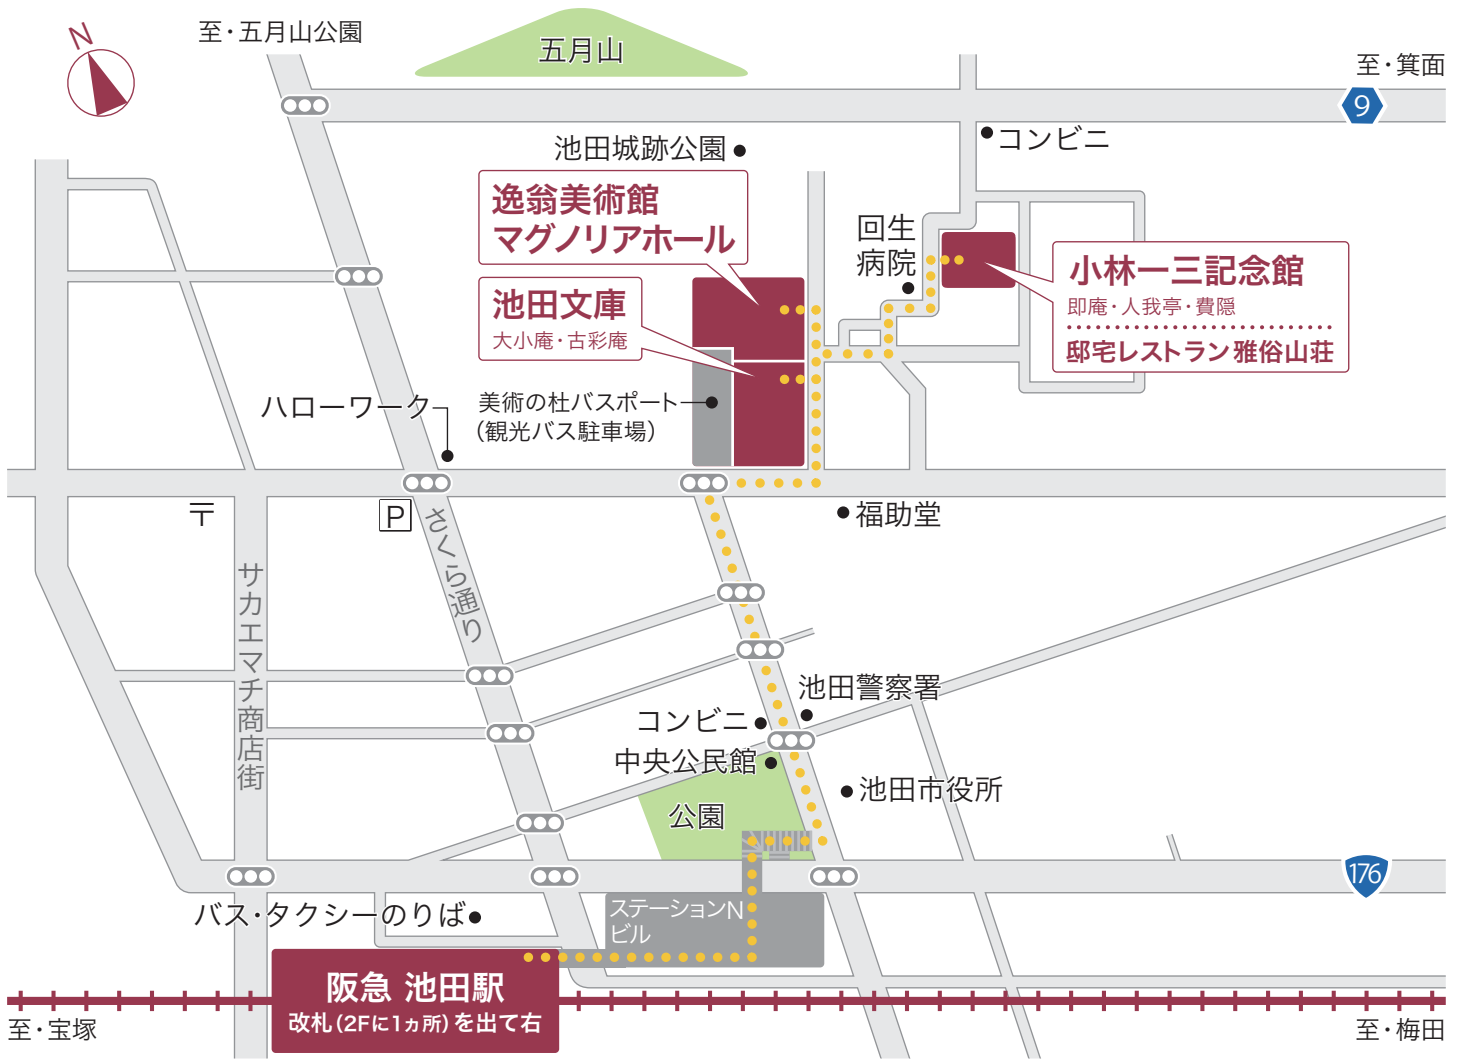 N
至・五月山公園
五月山
至・箕面
9
コンビニ
池田城跡公園
逸翁美術館
マグノリアホール
回生
病院
小林一三記念館
即庵・人我亭・費隠
邸宅レストラン雅俗山荘
池田文庫
大小庵・古彩庵
美術の杜バスポート
(観光バス駐車場)
ハローワーク
〒
P
さくら通り
福助堂
サカエマチ商店街
池田警察署
コンビニ
中央公民館
池田市役所
公園
176
バス・タクシーのりば
ステーションN
ビル
阪急 池田駅
改札(2Fに1ヵ所)を出て右
至・宝塚
至・梅田